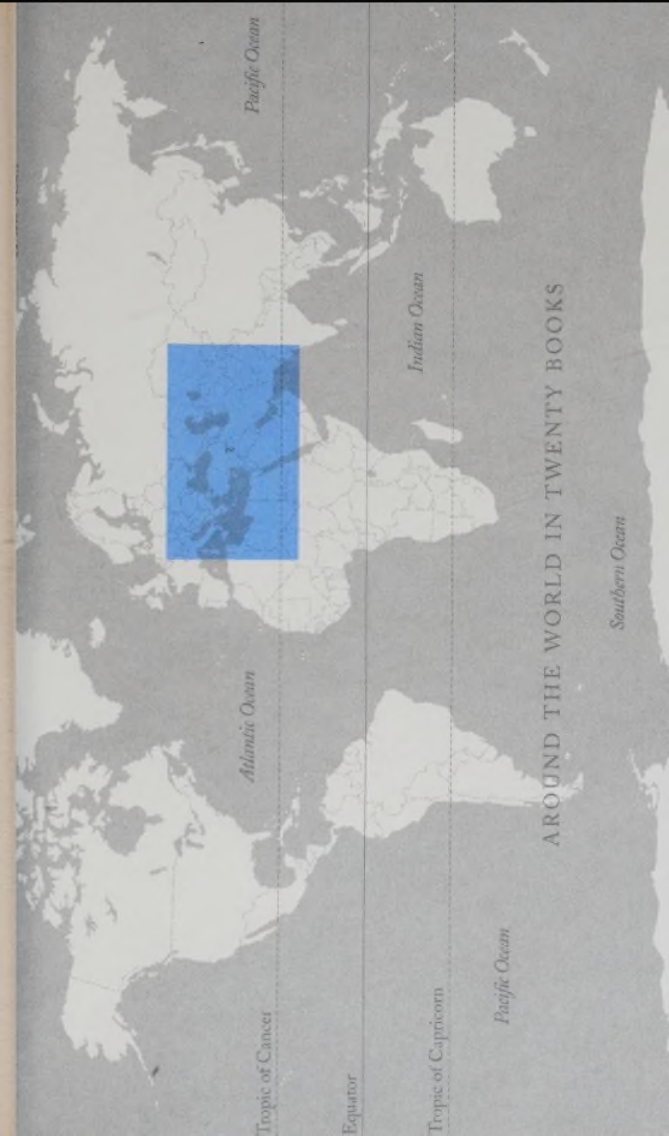 Pacific Ocean
Atlantic Ocean
Indian Ocean
Tropic of Cancer
Equator
Tropic of Capricorn
Pacific Ocean
AROUND THE WORLD IN TWENTY BOOKS
Southern Ocean